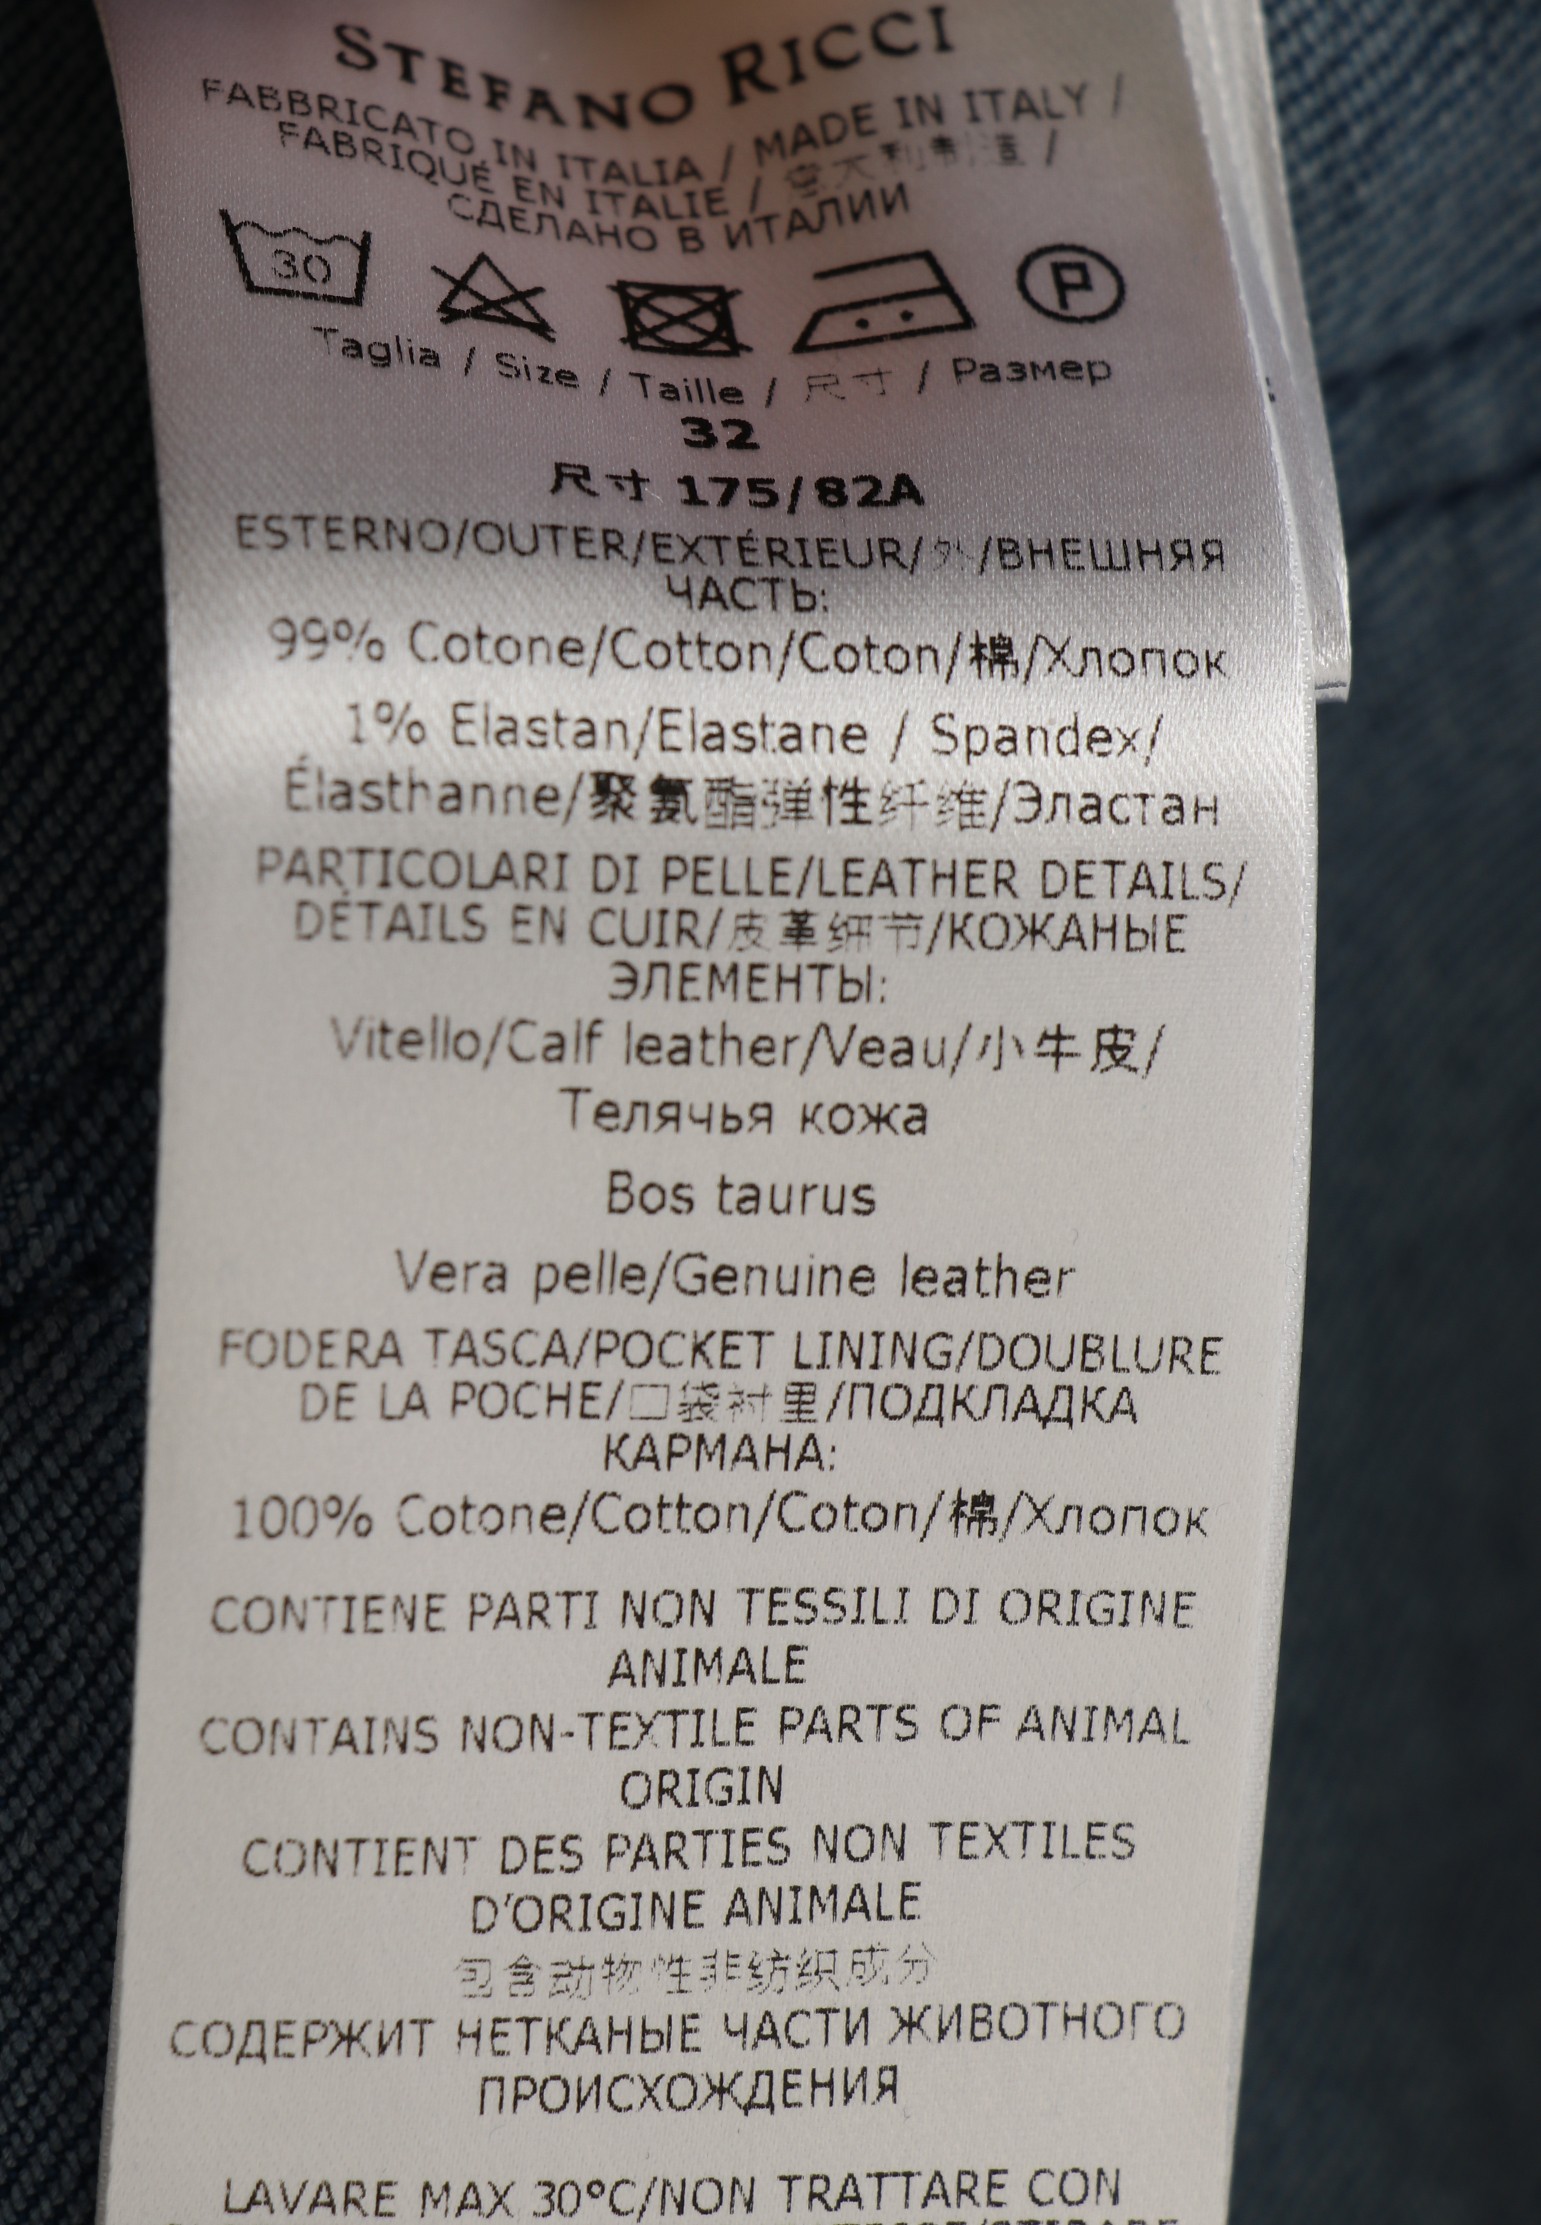 STEFANO RICCI
FABBRICATO IN ITALIA / MADE IN ITALY /
FABRIQUÉ EN ITALIE / 意大利制造 /
СДЕЛАНО В ИТАЛИИ
30
P
Taglia / Size / Taille / 尺寸 / Размер
32
尺寸 175/82A
ESTERNO/OUTER/EXTÉRIEUR/外/ВНЕШНЯЯ
ЧАСТЬ:
99% Cotone/Cotton/Coton/棉/Хлопок
1% Elastan/Elastane / Spandex/
Élasthanne/聚氨酯弹性纤维/Эластан
PARTICOLARI DI PELLE/LEATHER DETAILS/
DÉTAILS EN CUIR/皮革细节/КОЖАНЫЕ
ЭЛЕМЕНТЫ:
Vitello/Calf leather/Veau/小牛皮/
Телячья кожа
Bos taurus
Vera pelle/Genuine leather
FODERA TASCA/POCKET LINING/DOUBLURE
DE LA POCHE/口袋衬里/ПОДКЛАДКА
КАРМАНА:
100% Cotone/Cotton/Coton/棉/Хлопок
CONTIENE PARTI NON TESSILI DI ORIGINE
ANIMALE
CONTAINS NON-TEXTILE PARTS OF ANIMAL
ORIGIN
CONTIENT DES PARTIES NON TEXTILES
D'ORIGINE ANIMALE
包含动物性非纺织成分
СОДЕРЖИТ НЕТКАНЫЕ ЧАСТИ ЖИВОТНОГО
ПРОИСХОЖДЕНИЯ
LAVARE MAX 30°C/NON TRATTARE CON